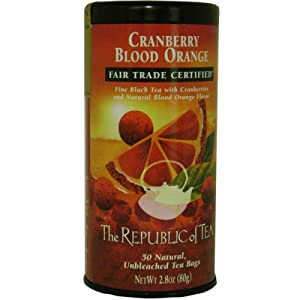 CRANBERRY
BLOOD ORANGE
FAIR TRADE CERTIFIED
Fine Black Tea with Cranberries
and Natural Blood Orange Flavor
The REPUBLIC of TEA
50 Natural,
Unbleached Tea Bags
NET WT 2.8OZ (80g)